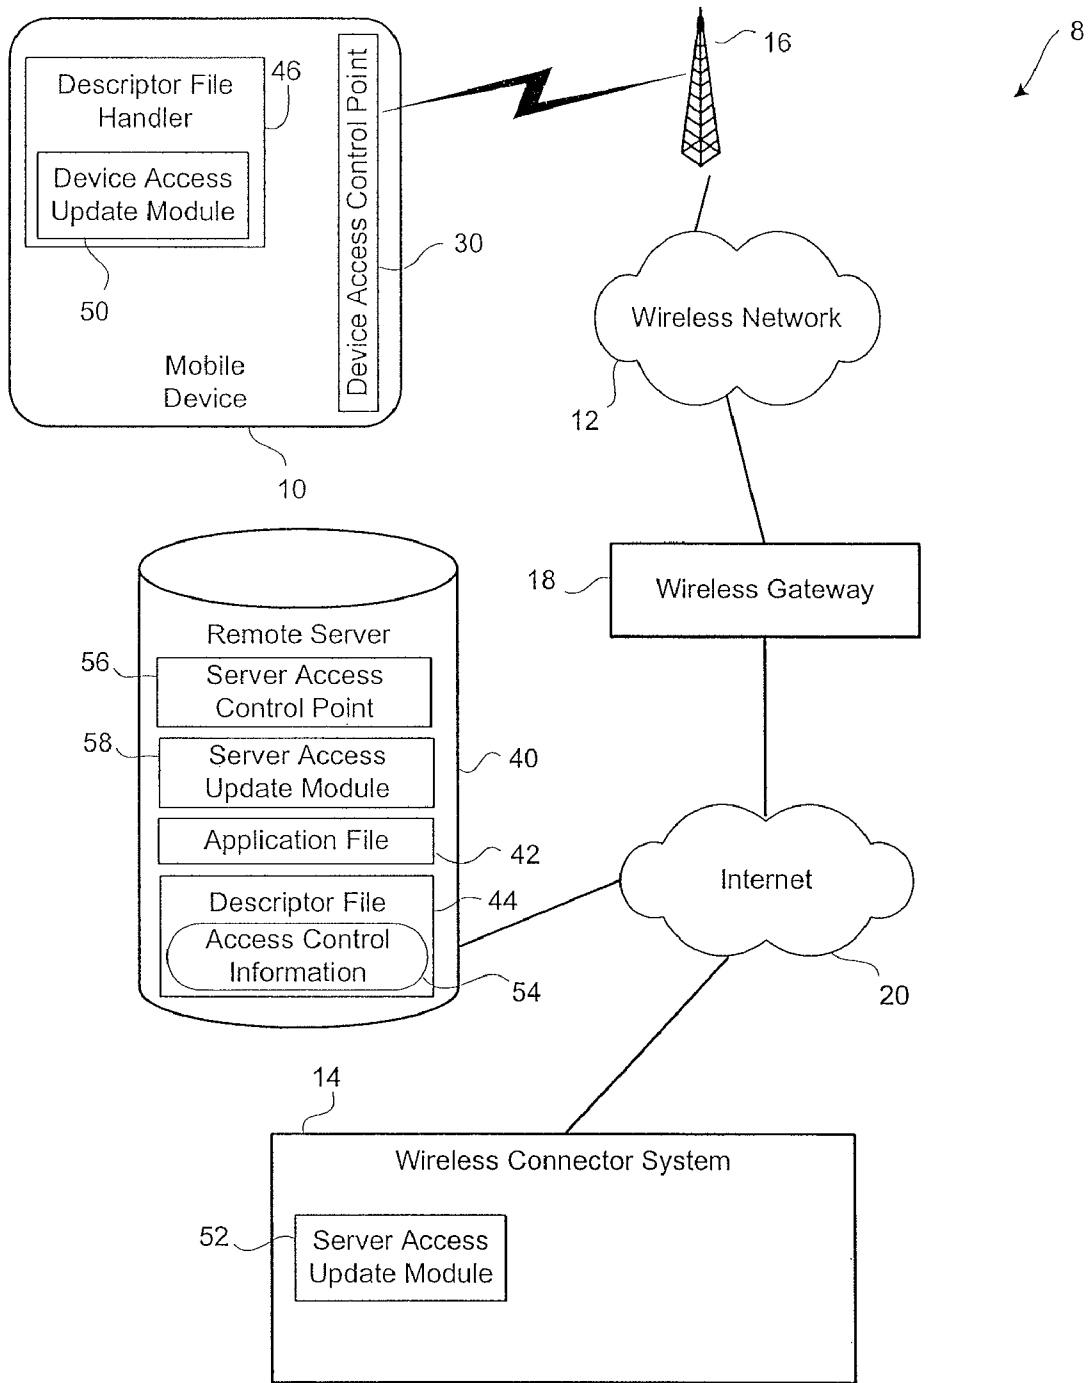 8
16
46
Descriptor File
Handler
Device Access
Update Module
50
Device Access Control Point
30
Mobile
Device
10
Wireless Network
12
18
Wireless Gateway
Remote Server
56
Server Access
Control Point
58
Server Access
Update Module
40
Application File
42
Descriptor File
44
Access Control
Information
54
Internet
20
14
Wireless Connector System
52
Server Access
Update Module